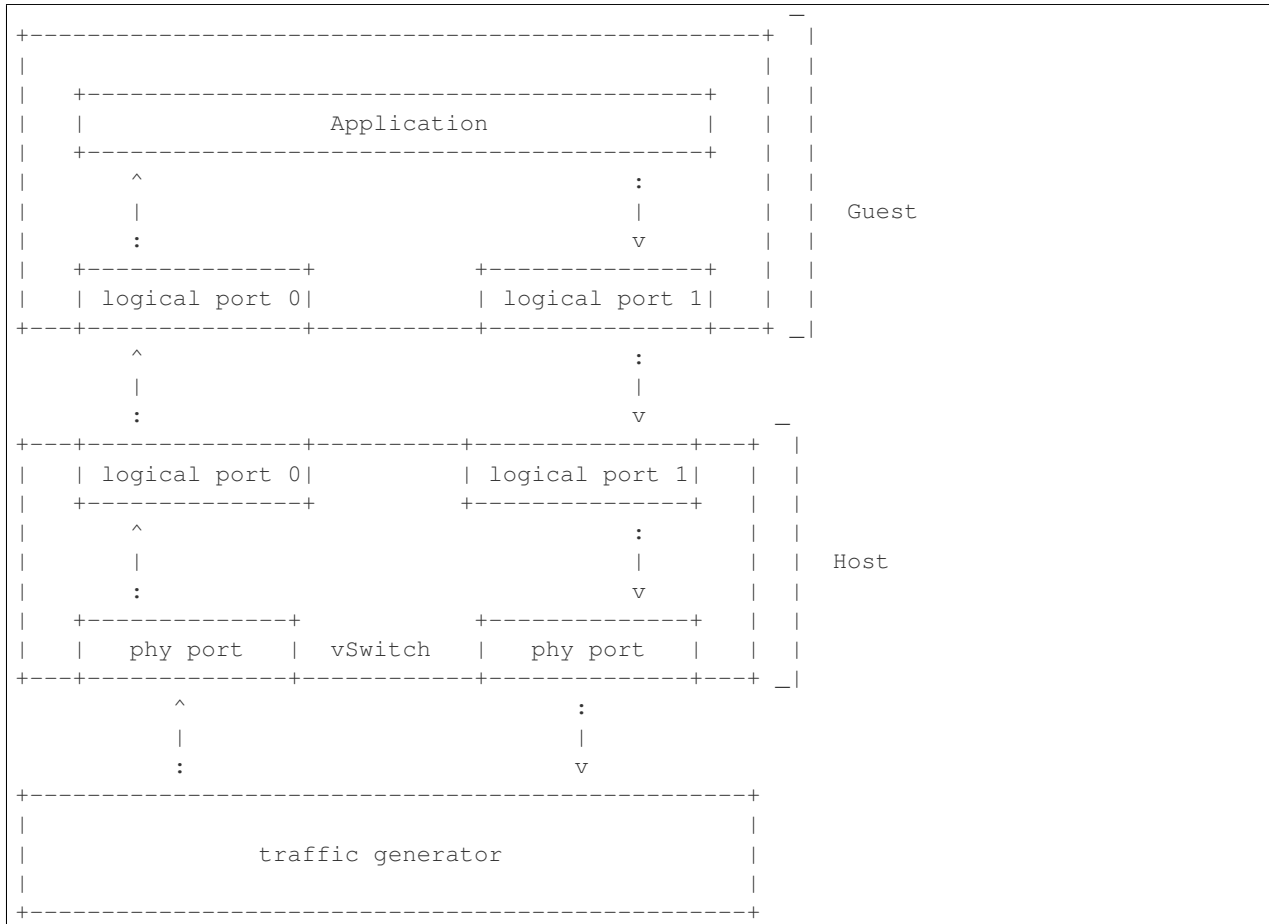 Application
Guest
logical port 0 logical port 1
logical port 0 logical port 1
Host
phy port vSwitch phy port
traffic generator